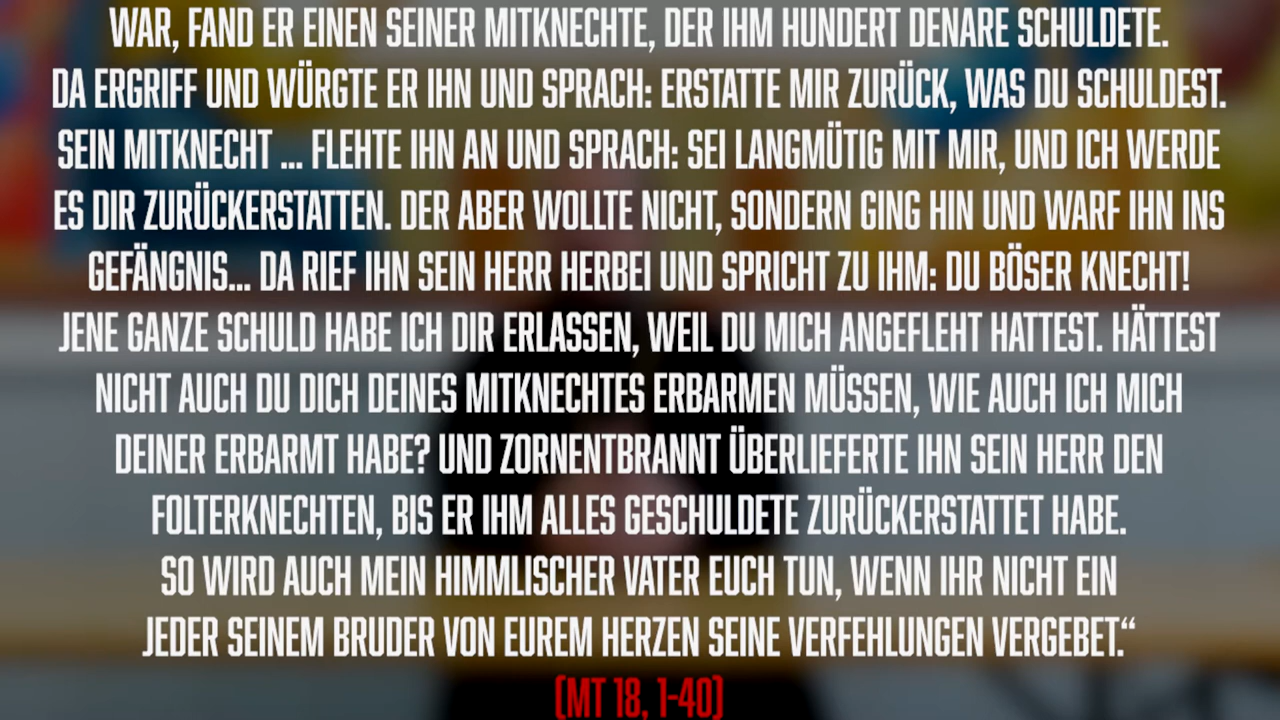 WAR, FAND ER EINEN SEINER MITKNECHTE, DER IHM HUNDERT DENARE SCHULDETE.
DA ERGRIFF UND WÜRGTE ER IHN UND SPRACH: ERSTATTE MIR ZURÜCK, WAS DU SCHULDEST.
SEIN MITKNECHT ... FLEHTE IHN AN UND SPRACH: SEI LANGMÜTIG MIT MIR, UND ICH WERDE
ES DIR ZURÜCKERSTATTEN. DER ABER WOLLTE NICHT, SONDERN GING HIN UND WARF IHN INS
GEFÄNGNIS... DA RIEF IHN SEIN HERR HERBEI UND SPRICHT ZU IHM: DU BÖSER KNECHT!
JENE GANZE SCHULD HABE ICH DIR ERLASSEN, WEIL DU MICH ANGEFLEHT HATTEST. HÄTTEST
NICHT AUCH DU DICH DEINES MITKNECHTES ERBARMEN MÜSSEN, WIE AUCH ICH MICH
DEINER ERBARMT HABE? UND ZORNENTBRANNT ÜBERLIEFERTE IHN SEIN HERR DEN
FOLTERKNECHTEN, BIS ER IHM ALLES GESCHULDETE ZURÜCKERSTATTET HABE.
SO WIRD AUCH MEIN HIMMLISCHER VATER EUCH TUN, WENN IHR NICHT EIN
JEDER SEINEM BRUDER VON EUREM HERZEN SEINE VERFEHLUNGEN VERGEBET.“
(MT 18, 1-40)